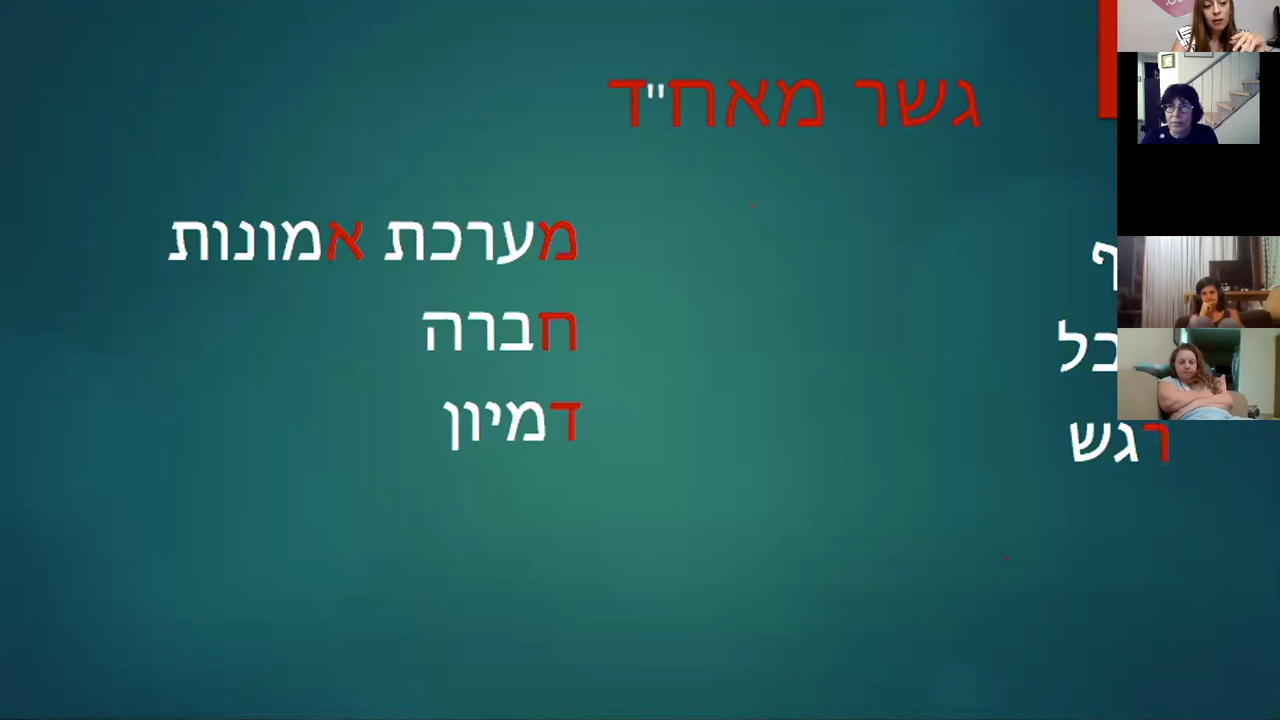 גשר מאח"ד
מערכת אמונות
חברה
דמיון
רגש